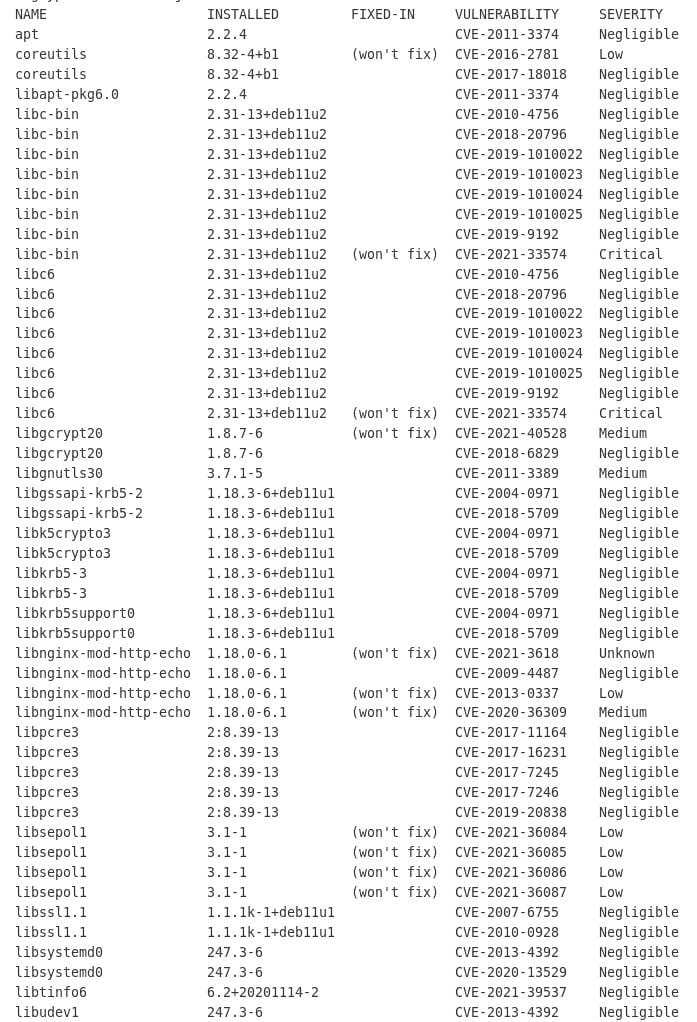 NAME INSTALLED FIXED-IN VULNERABILITY SEVERITY
apt 2.2.4 CVE-2011-3374 Negligible
coreutils 8.32-4+b1 (won't fix) CVE-2016-2781 Low
coreutils 8.32-4+b1 CVE-2017-18018 Negligible
libapt-pkg6.0 2.2.4 CVE-2011-3374 Negligible
libc-bin 2.31-13+deb11u2 CVE-2010-4756 Negligible
libc-bin 2.31-13+deb11u2 CVE-2018-20796 Negligible
libc-bin 2.31-13+deb11u2 CVE-2019-1010022 Negligible
libc-bin 2.31-13+deb11u2 CVE-2019-1010023 Negligible
libc-bin 2.31-13+deb11u2 CVE-2019-1010024 Negligible
libc-bin 2.31-13+deb11u2 CVE-2019-1010025 Negligible
libc-bin 2.31-13+deb11u2 CVE-2019-9192 Negligible
libc-bin 2.31-13+deb11u2 (won't fix) CVE-2021-33574 Critical
libc6 2.31-13+deb11u2 CVE-2010-4756 Negligible
libc6 2.31-13+deb11u2 CVE-2018-20796 Negligible
libc6 2.31-13+deb11u2 CVE-2019-1010022 Negligible
libc6 2.31-13+deb11u2 CVE-2019-1010023 Negligible
libc6 2.31-13+deb11u2 CVE-2019-1010024 Negligible
libc6 2.31-13+deb11u2 CVE-2019-1010025 Negligible
libc6 2.31-13+deb11u2 CVE-2019-9192 Negligible
libc6 2.31-13+deb11u2 (won't fix) CVE-2021-33574 Critical
libgcrypt20 1.8.7-6 (won't fix) CVE-2021-40528 Medium
libgcrypt20 1.8.7-6 CVE-2018-6829 Negligible
libgnutls30 3.7.1-5 CVE-2011-3389 Medium
libgssapi-krb5-2 1.18.3-6+deb11u1 CVE-2004-0971 Negligible
libgssapi-krb5-2 1.18.3-6+deb11u1 CVE-2018-5709 Negligible
libk5crypto3 1.18.3-6+deb11u1 CVE-2004-0971 Negligible
libk5crypto3 1.18.3-6+deb11u1 CVE-2018-5709 Negligible
libkrb5-3 1.18.3-6+deb11u1 CVE-2004-0971 Negligible
libkrb5-3 1.18.3-6+deb11u1 CVE-2018-5709 Negligible
libkrb5support0 1.18.3-6+deb11u1 CVE-2004-0971 Negligible
libkrb5support0 1.18.3-6+deb11u1 CVE-2018-5709 Negligible
libnginx-mod-http-echo 1.18.0-6.1 (won't fix) CVE-2021-3618 Unknown
libnginx-mod-http-echo 1.18.0-6.1 CVE-2009-4487 Negligible
libnginx-mod-http-echo 1.18.0-6.1 (won't fix) CVE-2013-0337 Low
libnginx-mod-http-echo 1.18.0-6.1 (won't fix) CVE-2020-36309 Medium
libpcre3 2:8.39-13 CVE-2017-11164 Negligible
libpcre3 2:8.39-13 CVE-2017-16231 Negligible
libpcre3 2:8.39-13 CVE-2017-7245 Negligible
libpcre3 2:8.39-13 CVE-2017-7246 Negligible
libpcre3 2:8.39-13 CVE-2019-20838 Negligible
libsepol1 3.1-1 (won't fix) CVE-2021-36084 Low
libsepol1 3.1-1 (won't fix) CVE-2021-36085 Low
libsepol1 3.1-1 (won't fix) CVE-2021-36086 Low
libsepol1 3.1-1 (won't fix) CVE-2021-36087 Low
libssl1.1 1.1.1k-1+deb11u1 CVE-2007-6755 Negligible
libssl1.1 1.1.1k-1+deb11u1 CVE-2010-0928 Negligible
libsystemd0 247.3-6 CVE-2013-4392 Negligible
libsystemd0 247.3-6 CVE-2020-13529 Negligible
libtinfo6 6.2+20201114-2 CVE-2021-39537 Negligible
libudev1 247.3-6 CVE-2013-4392 Negligible